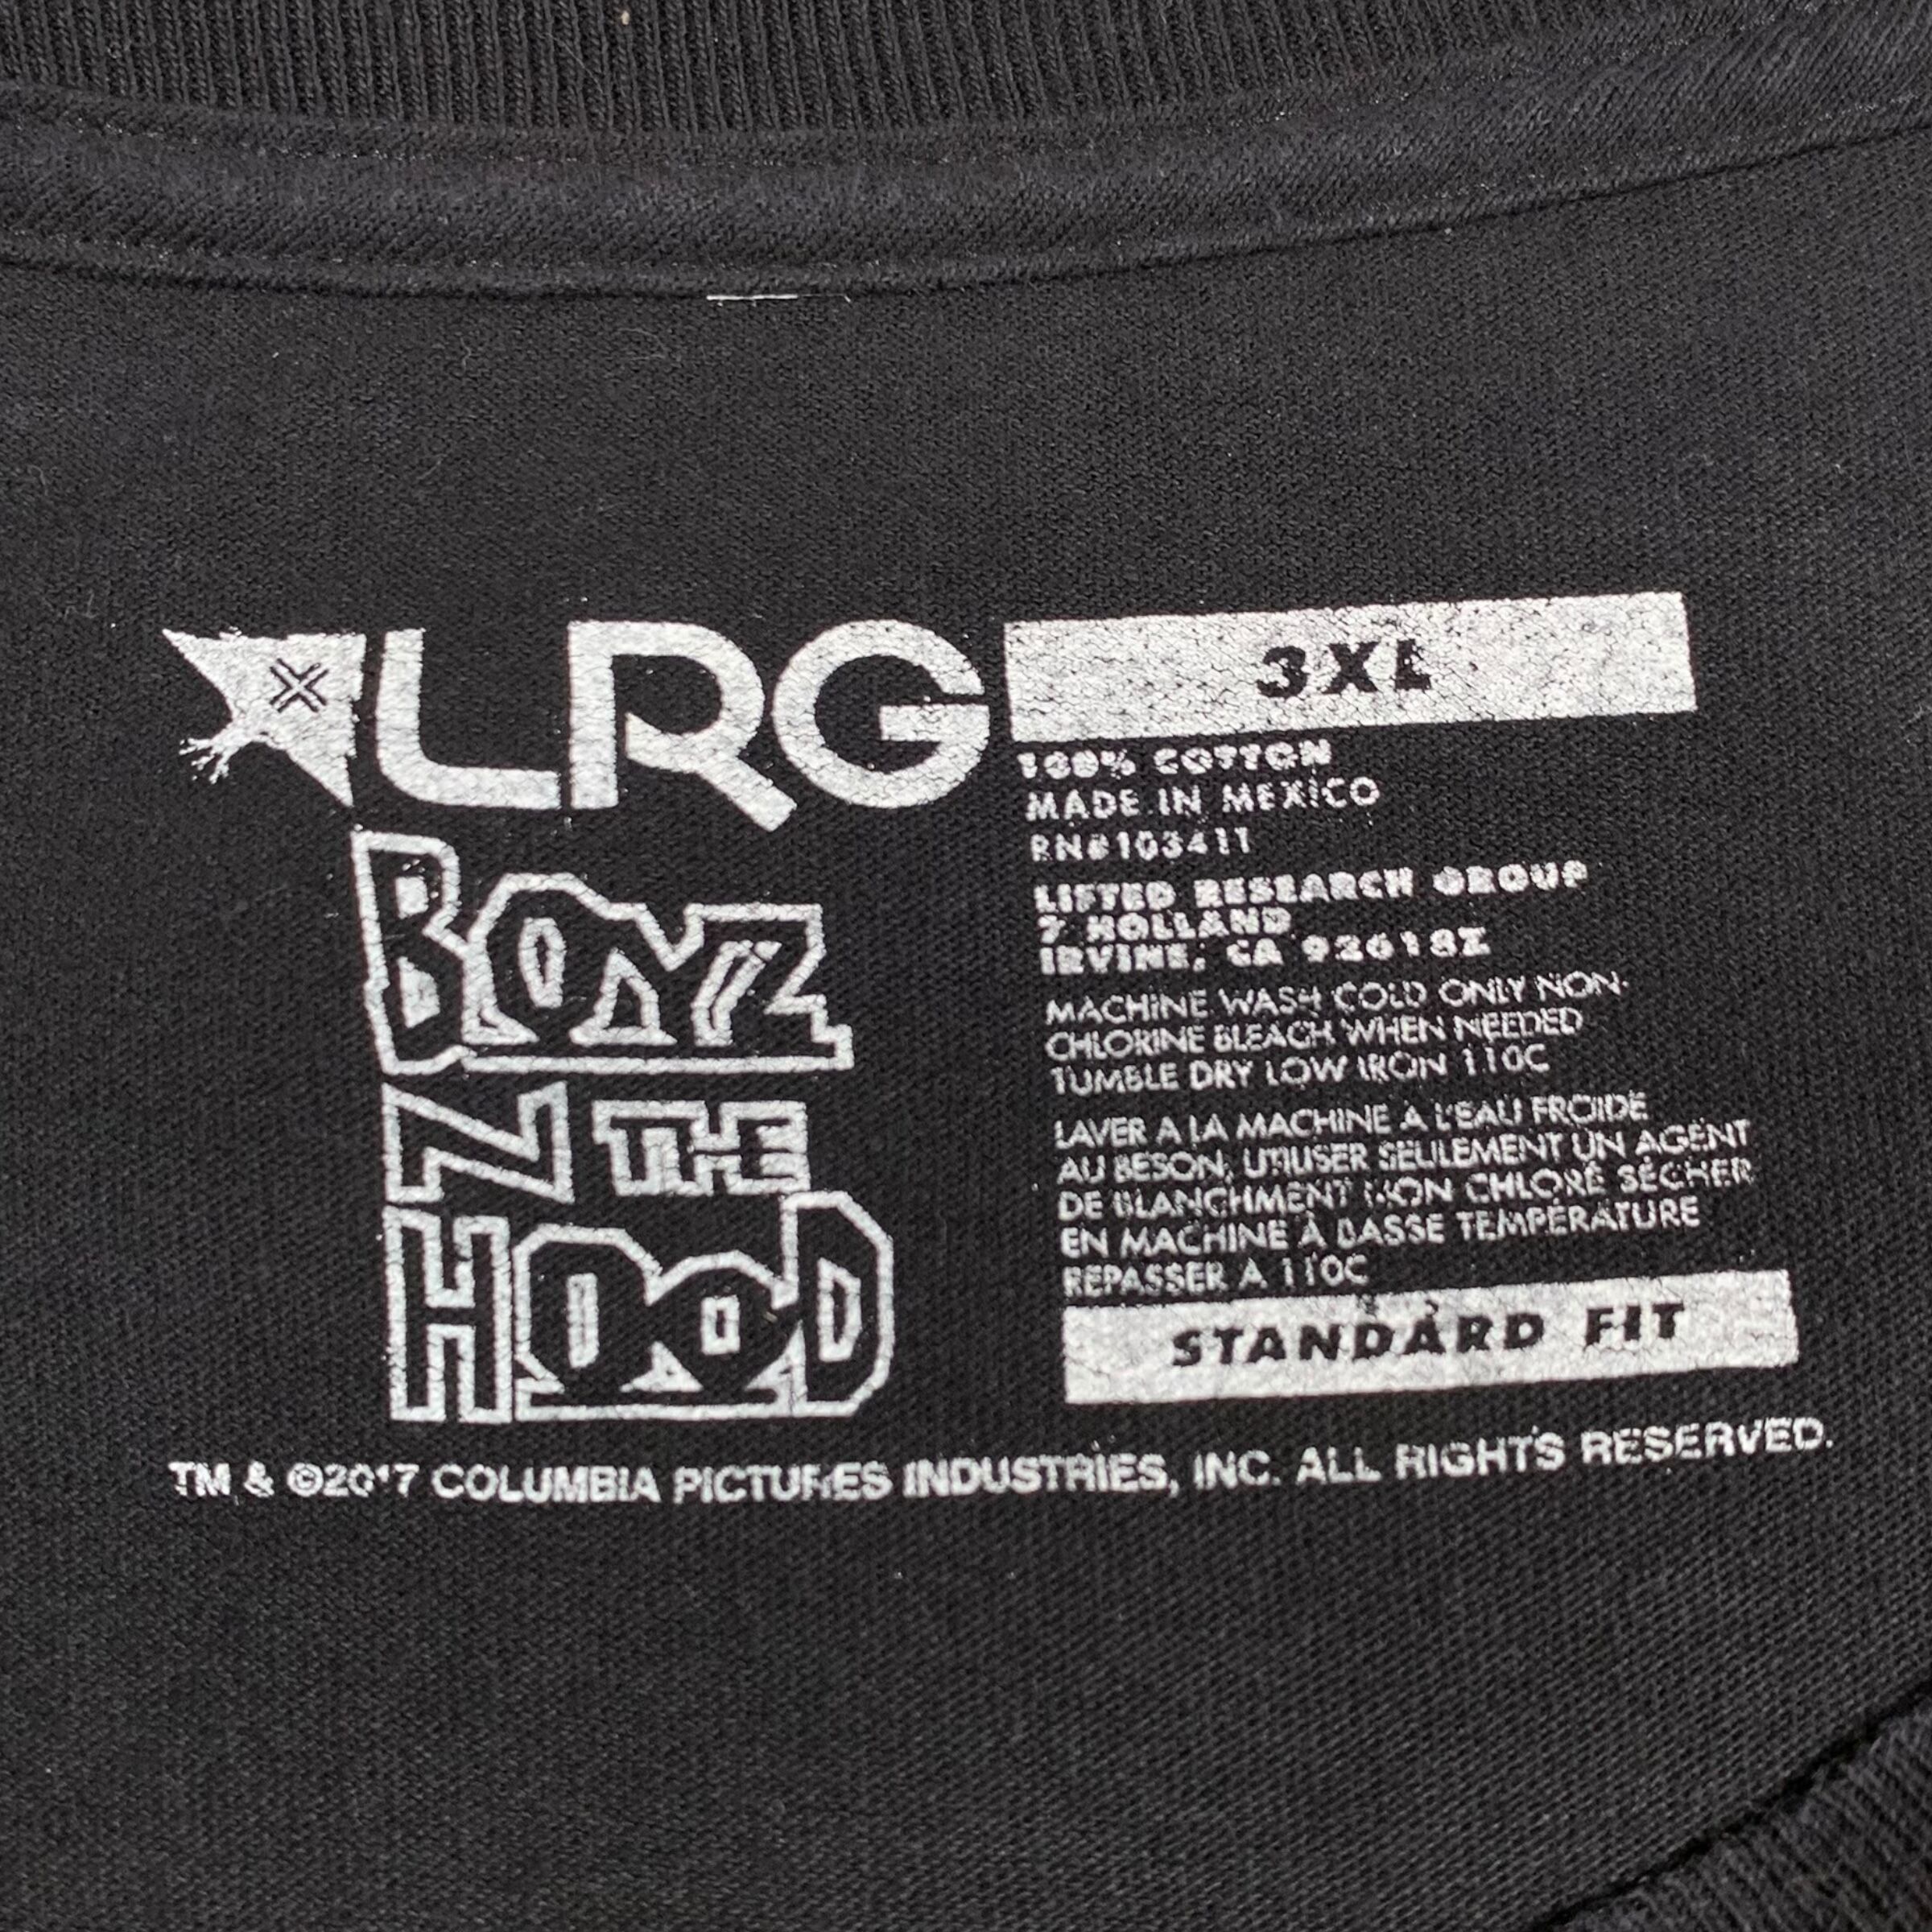 LRG
BOYZ
N THE
HOOD
3XL
100% COTTON
MADE IN MEXICO
RN#103411
LIFTED RESEARCH GROUP
7 HOLLAND
IRVINE, CA 92618Z
MACHINE WASH COLD ONLY NON-
CHLORINE BLEACH WHEN NEEDED
TUMBLE DRY LOW IRON 110C
LAVER A LA MACHINE A L'EAU FROIDE
AU BESON, UTILISER SEULEMENT UN AGENT
DE BLANCHMENT NON CHLORÉ SÉCHER
EN MACHINE À BASSE TEMPÉRATURE
REPASSER A 110C
STANDARD FIT
TM & ©2017 COLUMBIA PICTURES INDUSTRIES, INC. ALL RIGHTS RESERVED.